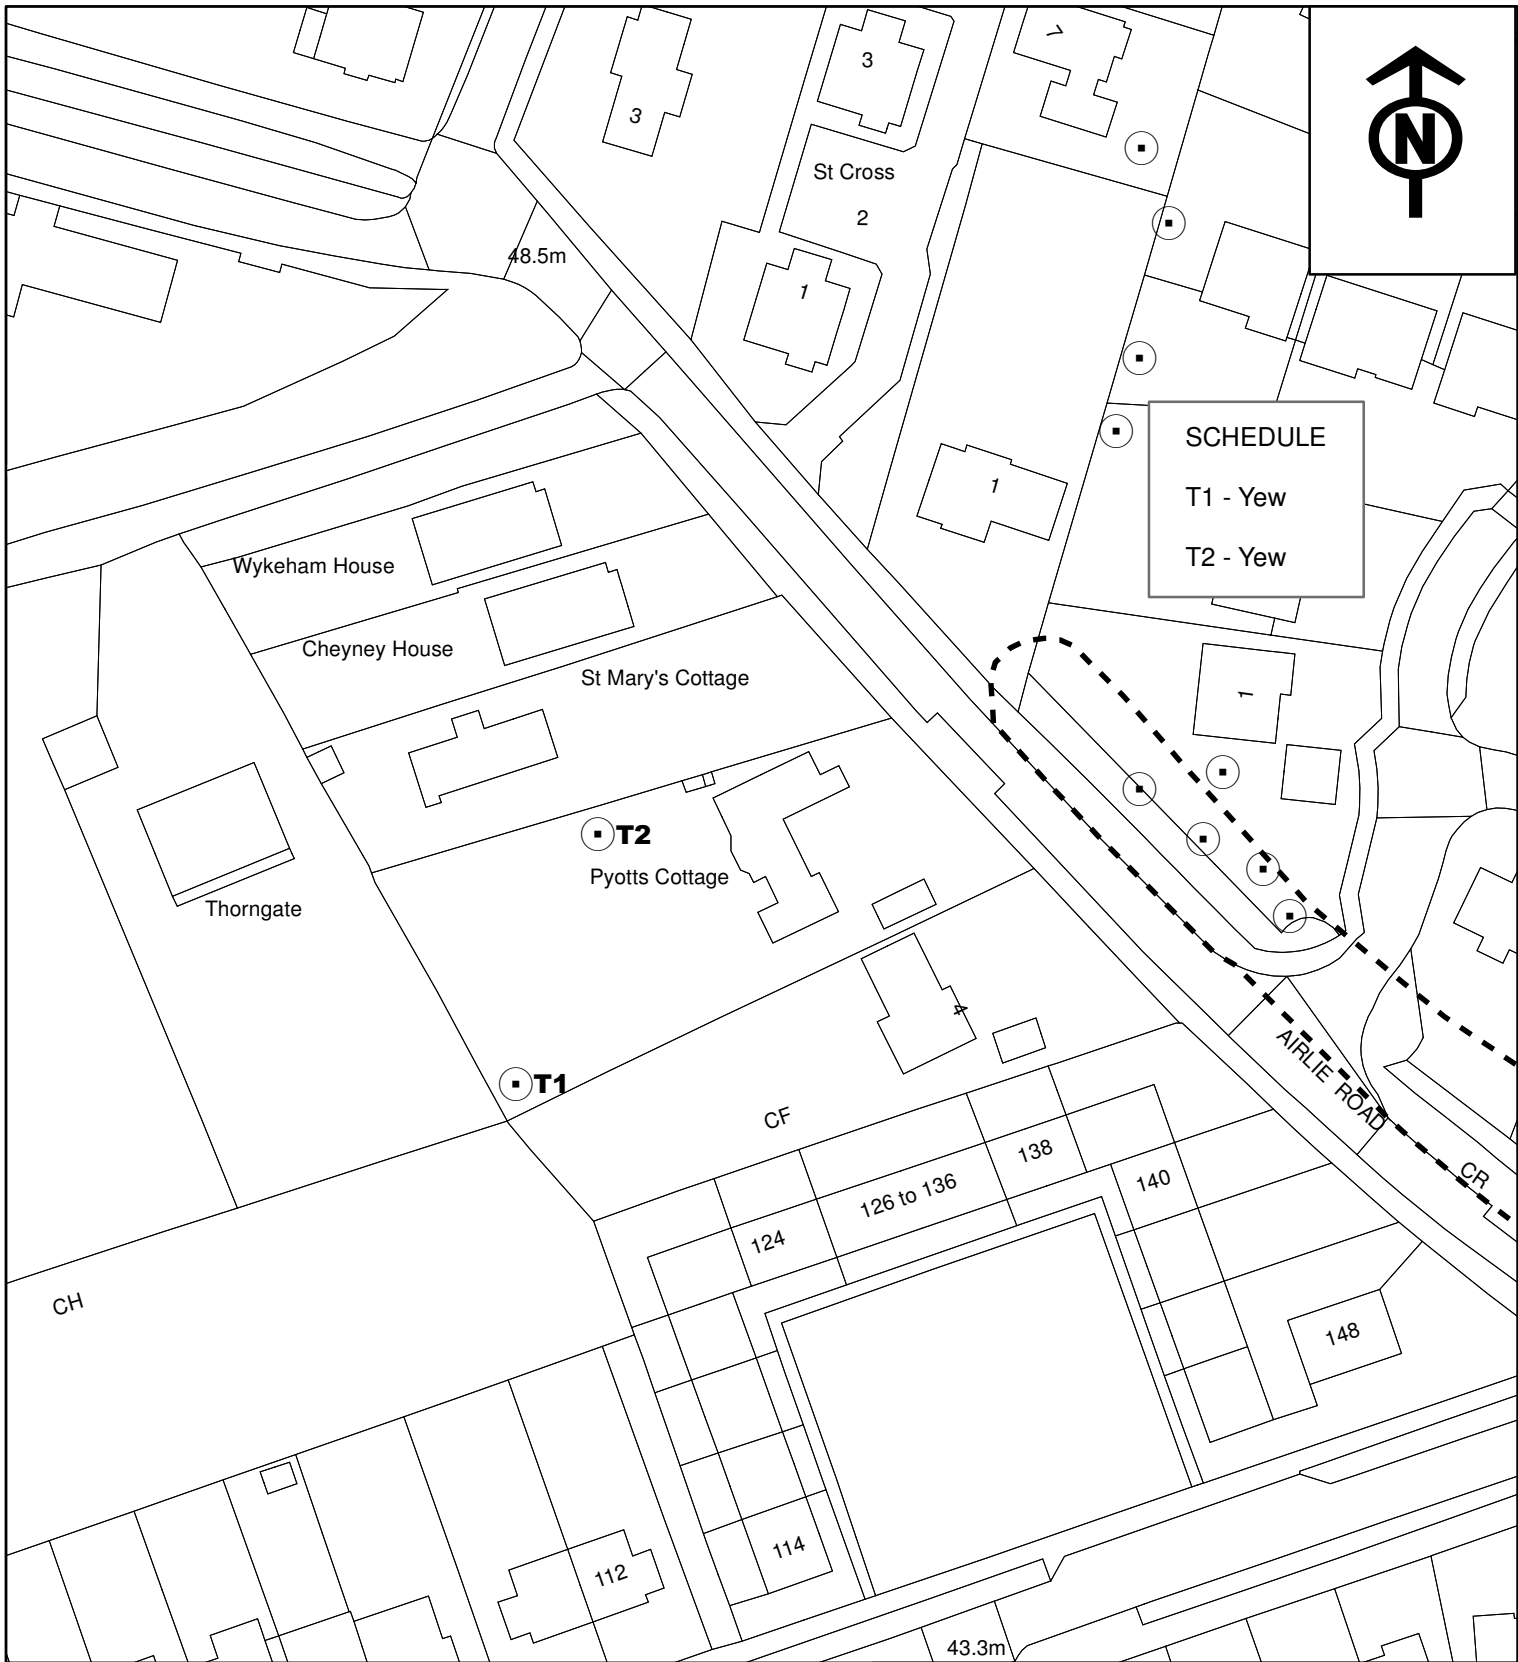 7
3
3
N
St Cross
2
48.5m
1
SCHEDULE
T1 - Yew
T2 - Yew
1
Wykeham House
Cheyney House
St Mary's Cottage
1
T2
Pyotts Cottage
Thorngate
4
AIRLIE ROAD
T1
CF
138
140
CR
126 to 136
124
CH
148
114
112
43.3m